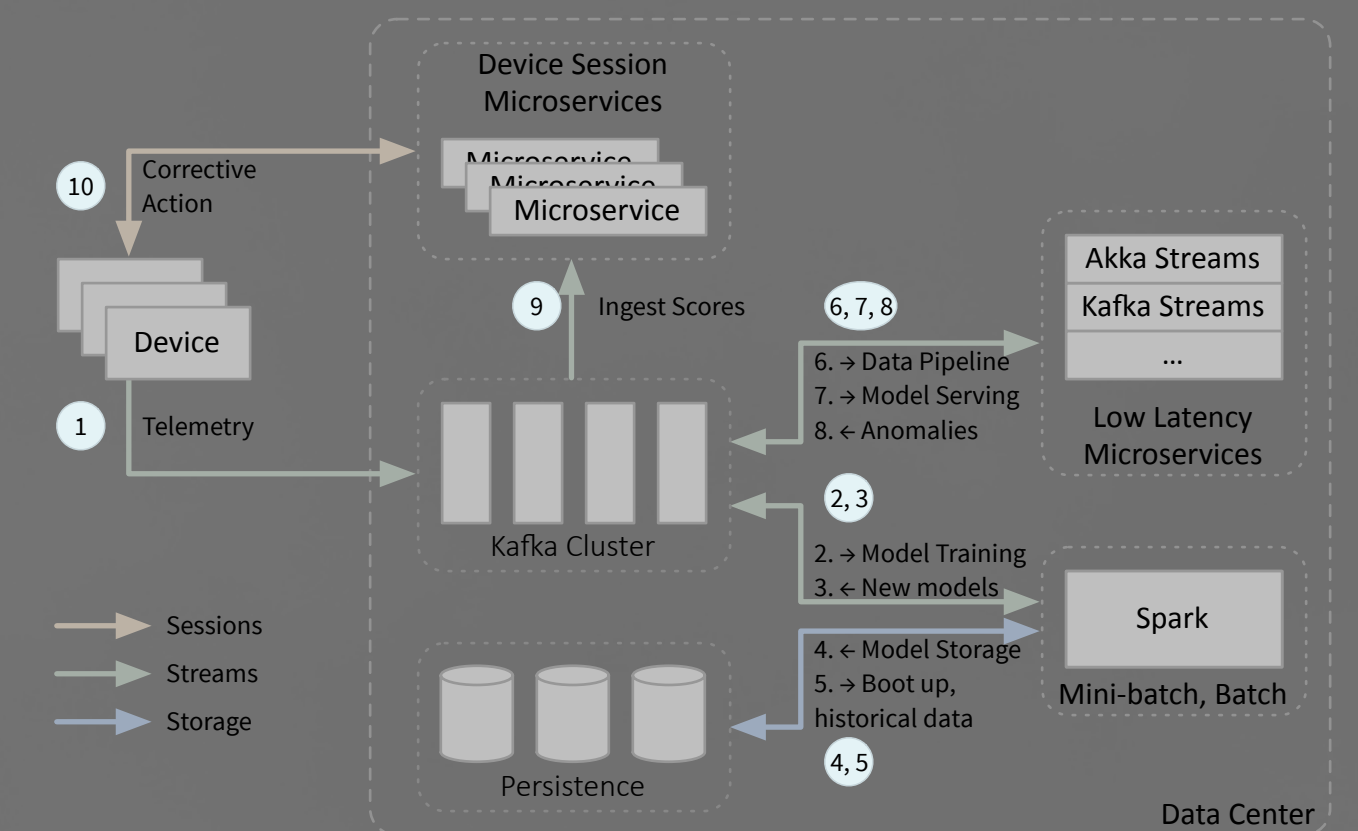 Device Session
Microservices
Microservice
Microservice
Microservice
10
Corrective
Action
Device
1
Telemetry
9
Ingest Scores
6, 7, 8
6. → Data Pipeline
7. → Model Serving
8. ← Anomalies
Akka Streams
Kafka Streams
...
Low Latency
Microservices
Kafka Cluster
2, 3
2. → Model Training
3. ← New models
Spark
Mini-batch, Batch
4. ← Model Storage
5. → Boot up,
historical data
4, 5
Persistence
Sessions
Streams
Storage
Data Center